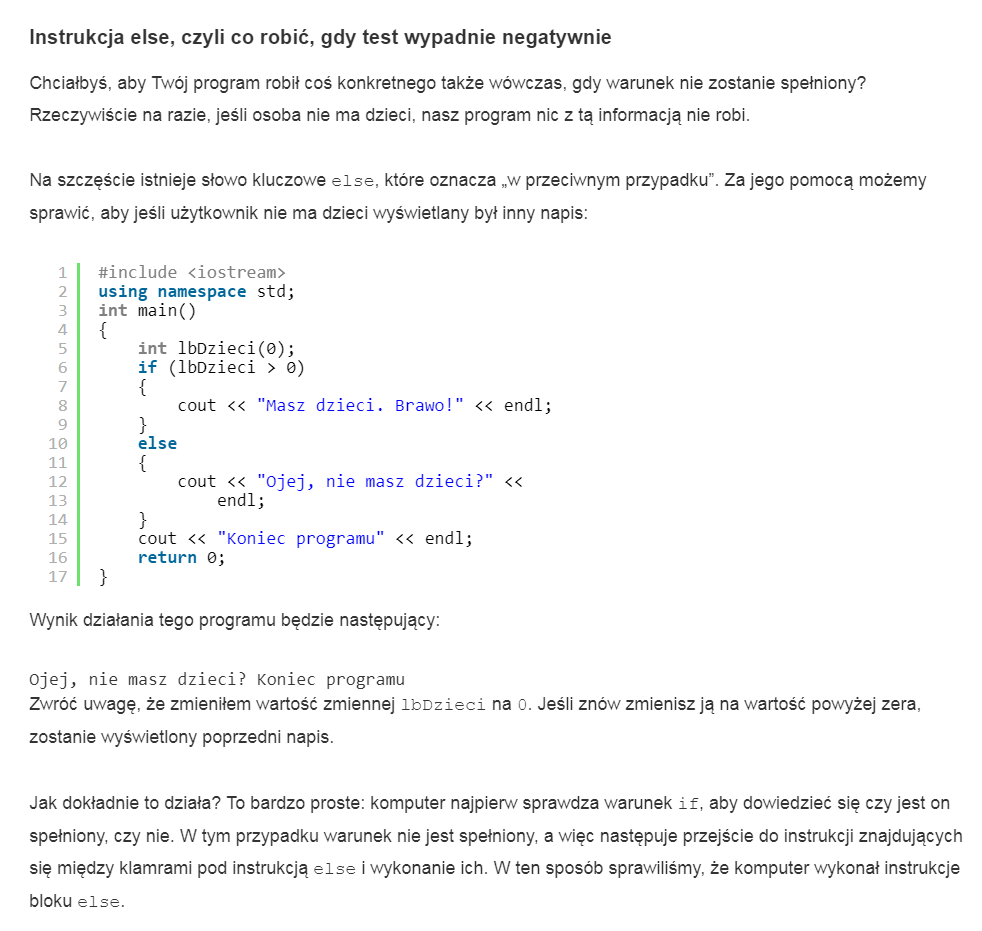 Instrukcja else, czyli co robić, gdy test wypadnie negatywnie
Chciałbyś, aby Twój program robił coś konkretnego także wówczas, gdy warunek nie zostanie spełniony?
Rzeczywiście na razie, jeśli osoba nie ma dzieci, nasz program nic z tą informacją nie robi.
Na szczęście istnieje słowo kluczowe else, które oznacza „w przeciwnym przypadku”. Za jego pomocą możemy
sprawić, aby jeśli użytkownik nie ma dzieci wyświetlany był inny napis:
1 #include <iostream>
2 using namespace std;
3 int main()
4 {
5     int lbDzieci(0);
6     if (lbDzieci > 0)
7     {
8         cout << "Masz dzieci. Brawo!" << endl;
9     }
10     else
11     {
12         cout << "Ojej, nie masz dzieci?" <<
13             endl;
14     }
15     cout << "Koniec programu" << endl;
16     return 0;
17 }
Wynik działania tego programu będzie następujący:
Ojej, nie masz dzieci? Koniec programu
Zwróć uwagę, że zmieniłem wartość zmiennej lbDzieci na 0. Jeśli znów zmienisz ją na wartość powyżej zera,
zostanie wyświetlony poprzedni napis.
Jak dokładnie to działa? To bardzo proste: komputer najpierw sprawdza warunek if, aby dowiedzieć się czy jest on
spełniony, czy nie. W tym przypadku warunek nie jest spełniony, a więc następuje przejście do instrukcji znajdujących
się między klamrami pod instrukcją else i wykonanie ich. W ten sposób sprawiliśmy, że komputer wykonał instrukcje
bloku else.